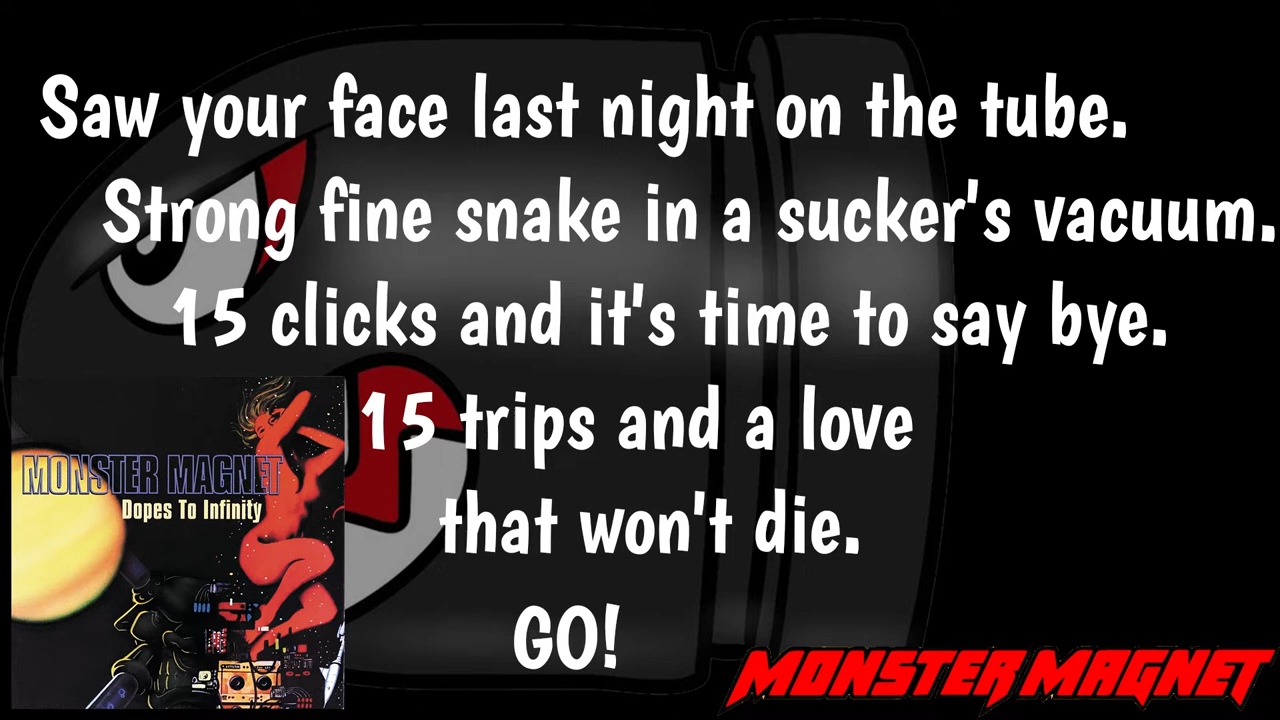 Saw your face last night on the tube.
Strong fine snake in a sucker's vacuum.
15 clicks and it's time to say bye.
15 trips and a love
that won't die.
GO!
MONSTER MAGNET
Dopes To Infinity
MONSTER MAGNET